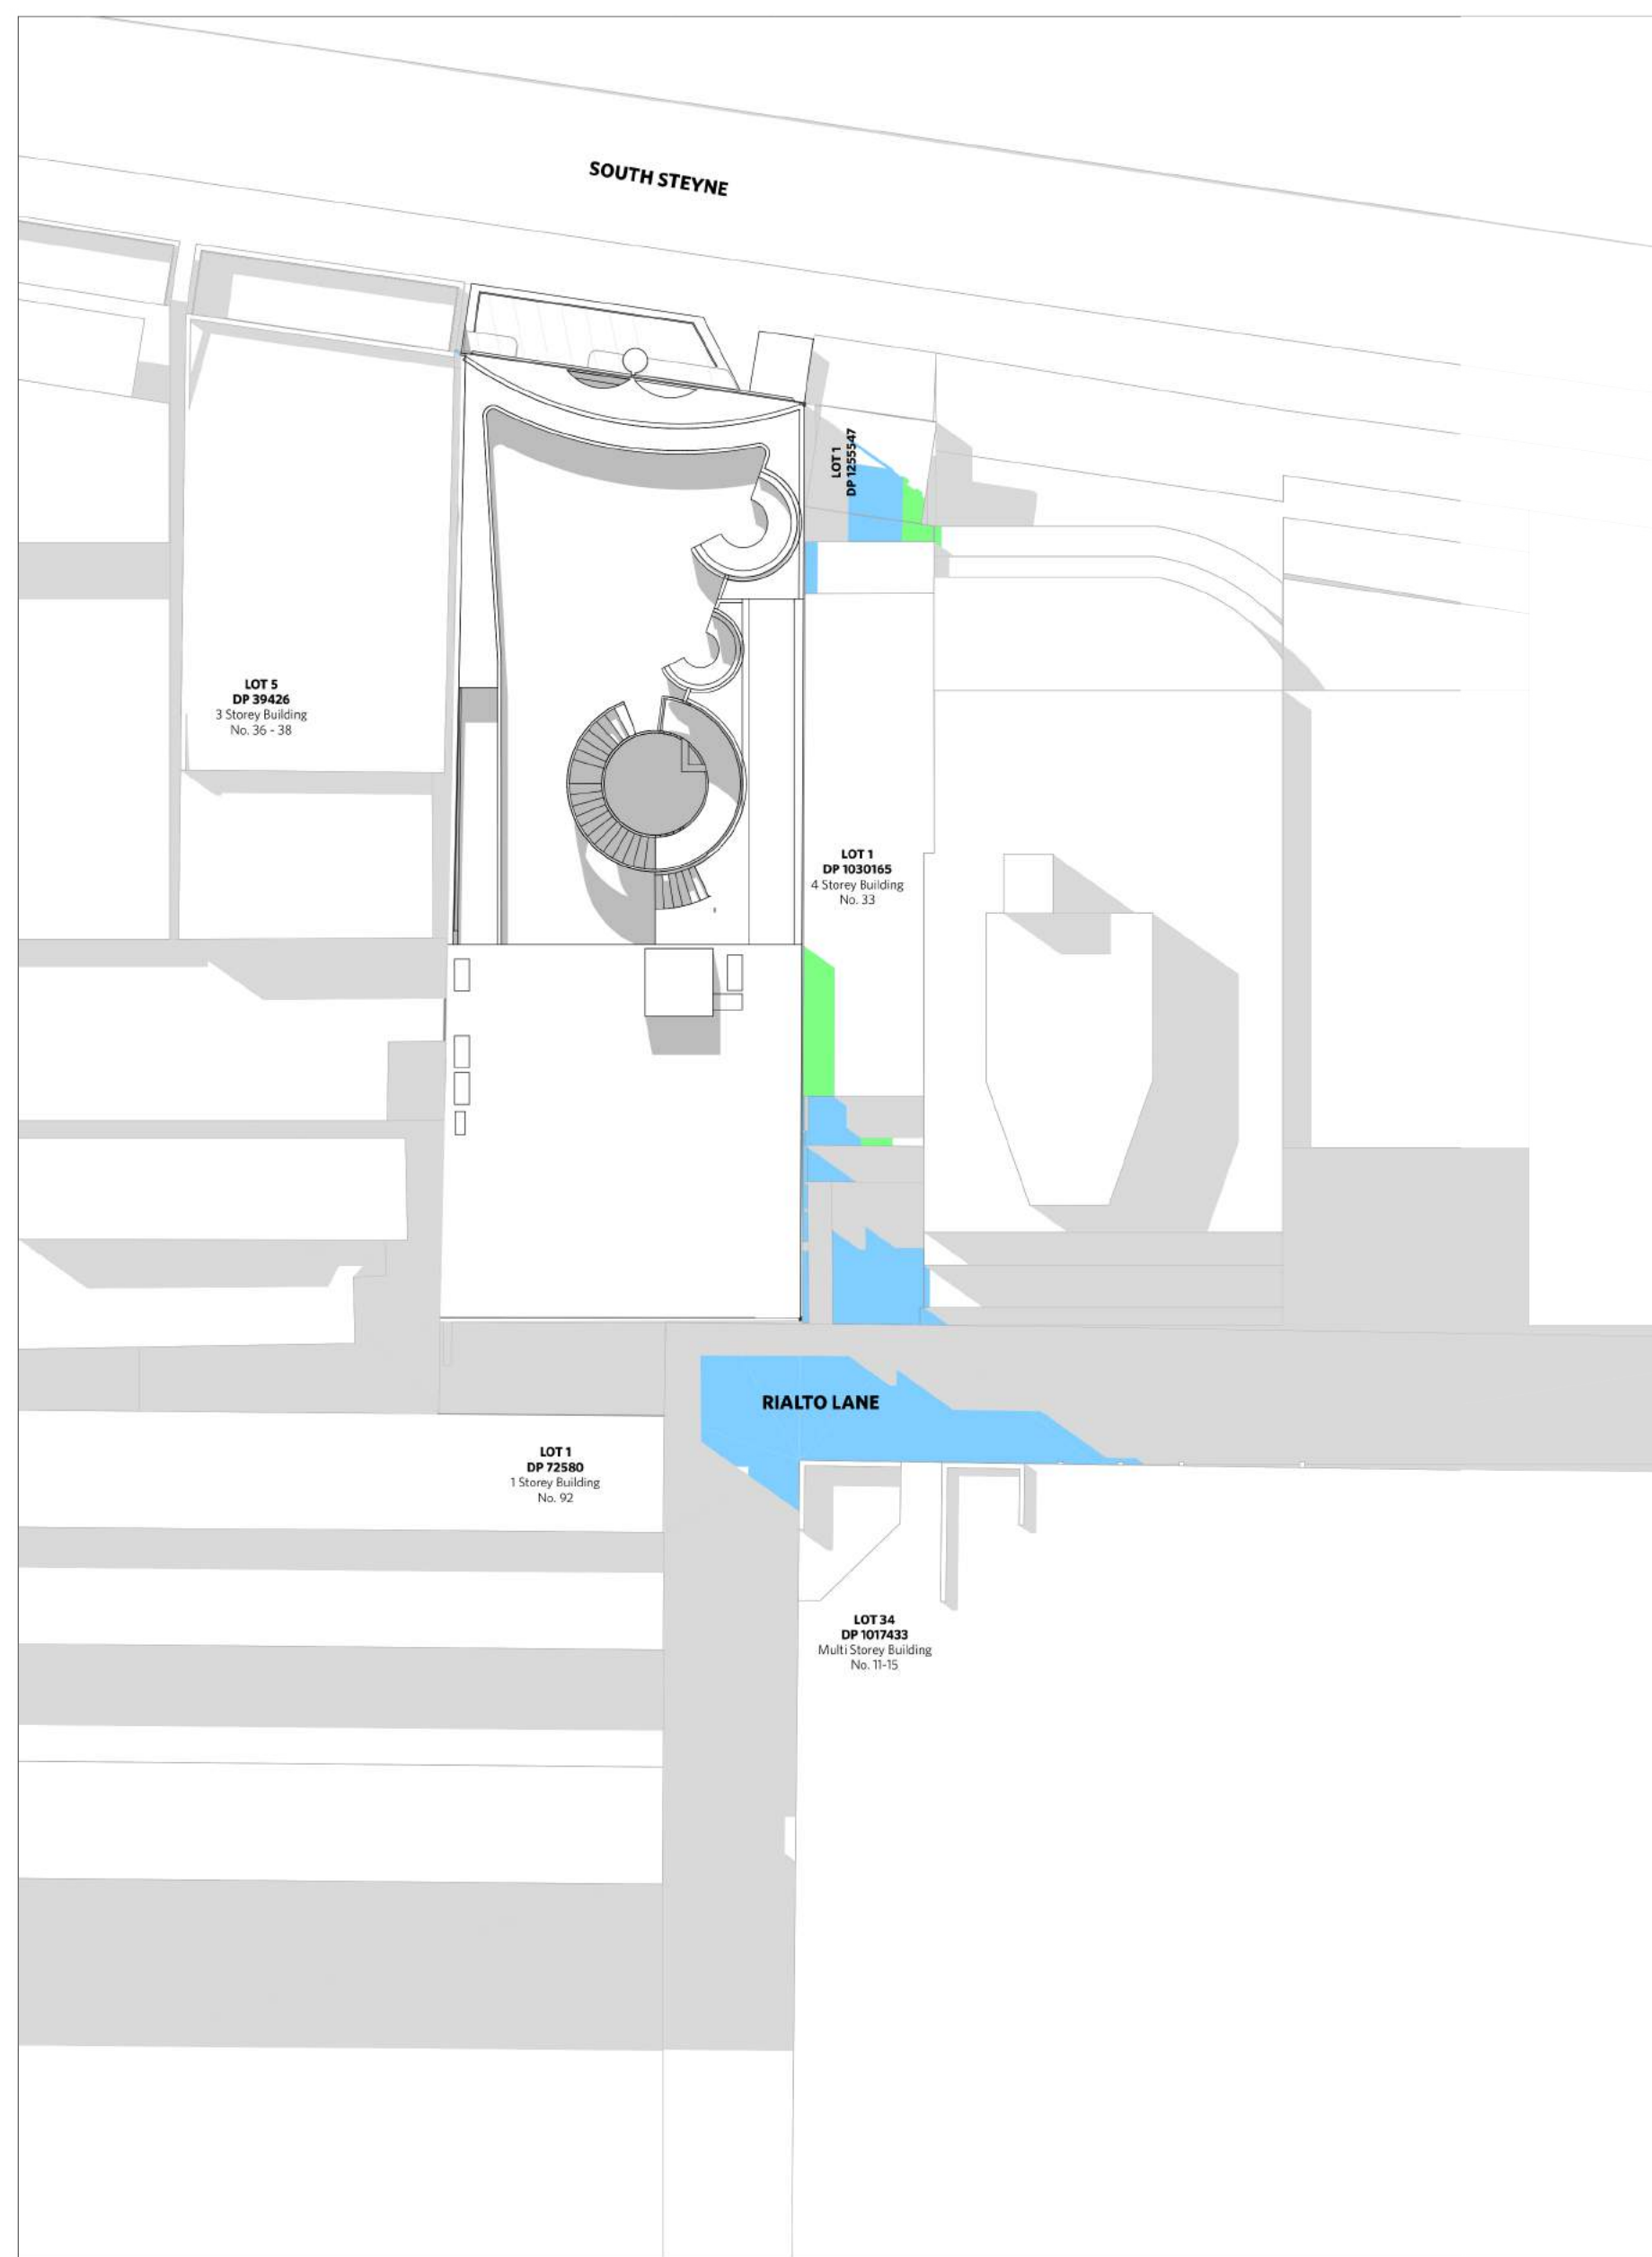 SOUTH STEYNE
LOT 1
DP 1255547
LOT 5
DP 39426
3 Storey Building
No. 36 - 38
LOT 1
DP 1030165
4 Storey Building
No. 33
RIALTO LANE
LOT 1
DP 72580
1 Storey Building
No. 92
LOT 34
DP 1017433
Multi Storey Building
No. 11-15